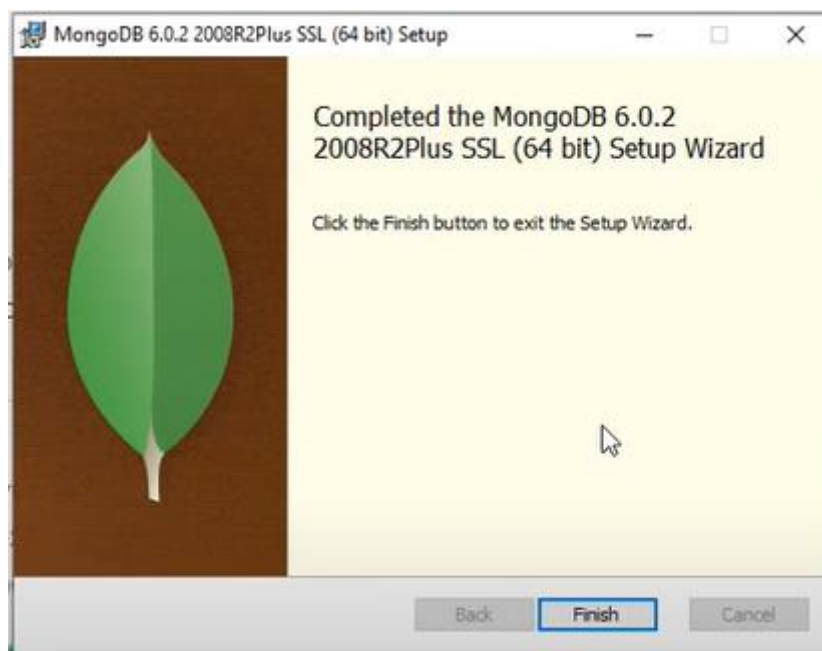 MongoDB 6.0.2 2008R2Plus SSL (64 bit) Setup
Completed the MongoDB 6.0.2
2008R2Plus SSL (64 bit) Setup Wizard
Click the Finish button to exit the Setup Wizard.
Back Finish Cancel